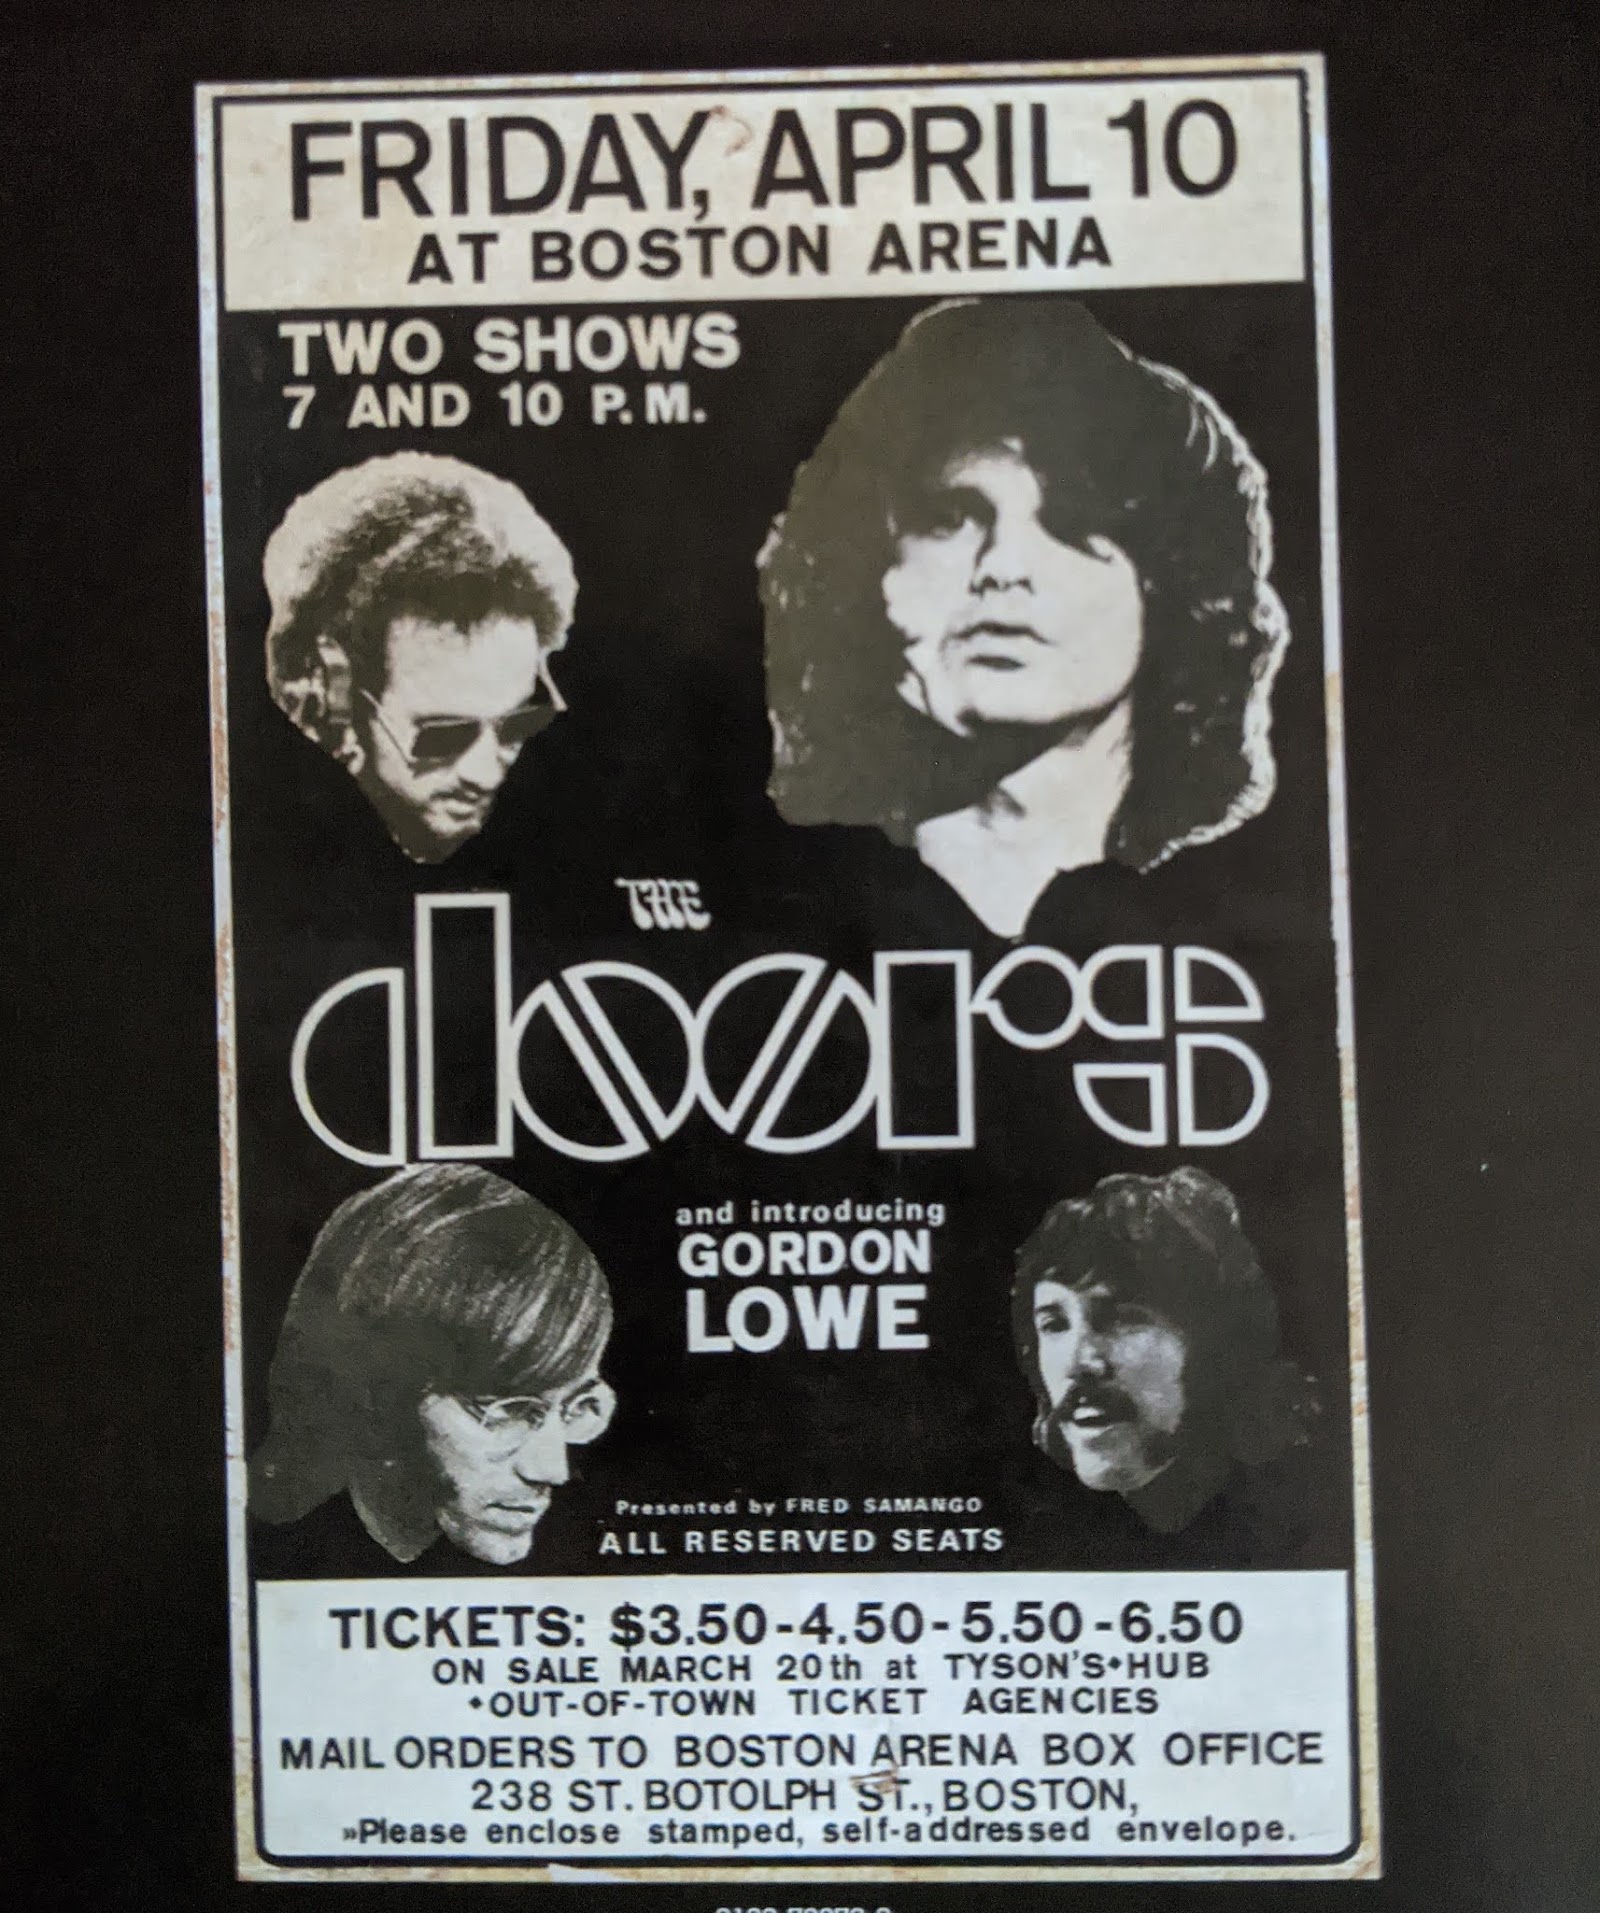 FRIDAY, APRIL 10
AT BOSTON ARENA
TWO SHOWS
7 AND 10 P.M.
THE
doors
and introducing
GORDON
LOWE
Presented by FRED SAMANGO
ALL RESERVED SEATS
TICKETS: $3.50-4.50-5.50-6.50
ON SALE MARCH 20th at TYSON'S•HUB
•OUT-OF-TOWN TICKET AGENCIES
MAIL ORDERS TO BOSTON ARENA BOX OFFICE
238 ST. BOTOLPH ST., BOSTON,
»Please enclose stamped, self-addressed envelope.